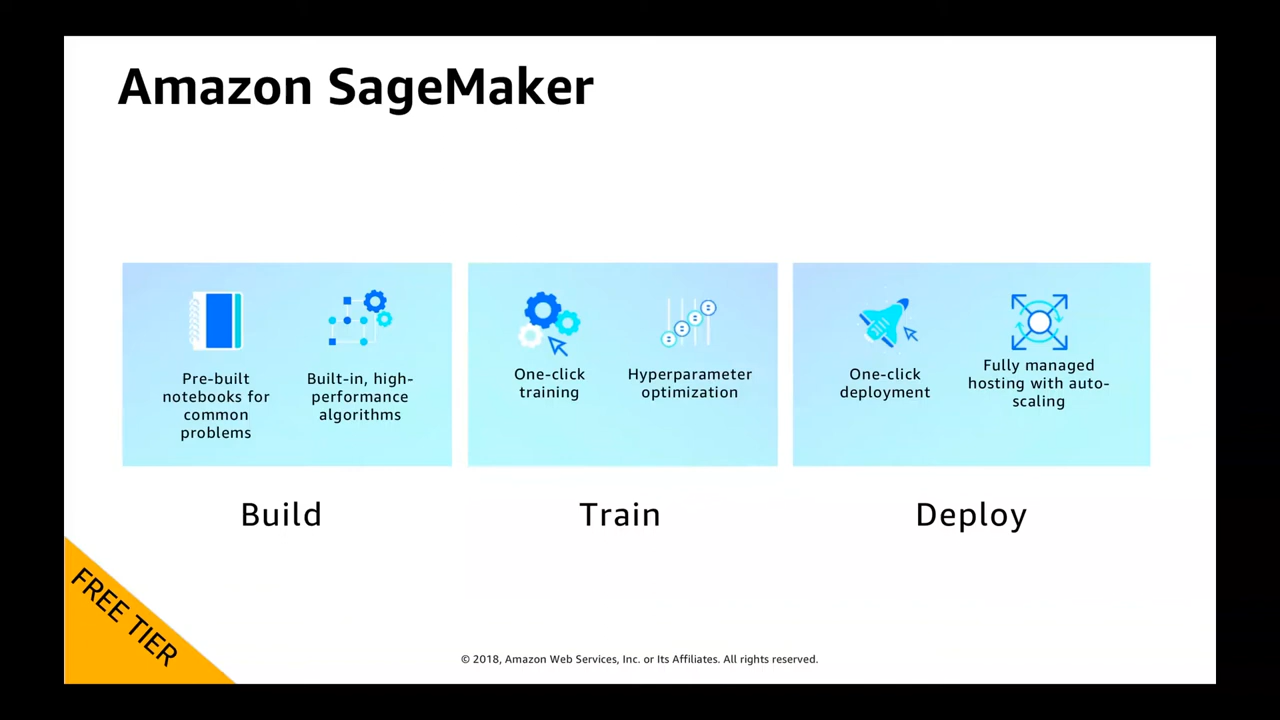 Amazon SageMaker
Pre-built
notebooks for
common
problems
Built-in, high-
performance
algorithms
One-click
training
Hyperparameter
optimization
One-click
deployment
Fully managed
hosting with auto-
scaling
Build
Train
Deploy
FREE TIER
© 2018, Amazon Web Services, Inc. or Its Affiliates. All rights reserved.